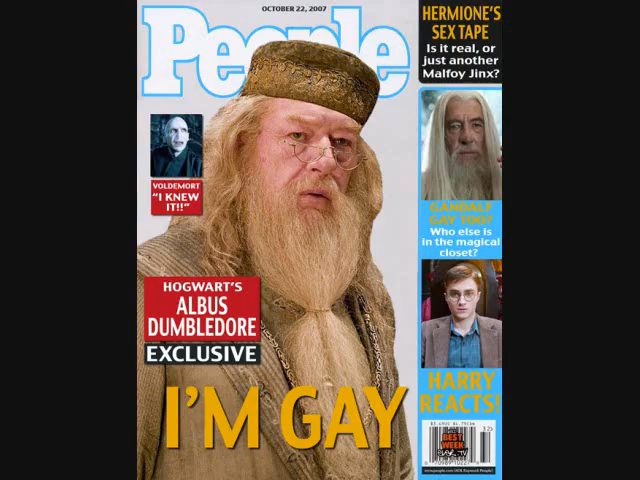 OCTOBER 22, 2007
People
VOLDEMORT
"I KNEW
IT!!"
HOGWART'S
ALBUS
DUMBLEDORE
EXCLUSIVE
I'M GAY
HERMIONE'S
SEX TAPE
Is it real, or
just another
Malfoy Jinx?
GANDALF
GAY TOO?
Who else is
in the magical
closet?
HARRY
REACTS!
BEST
WEEK